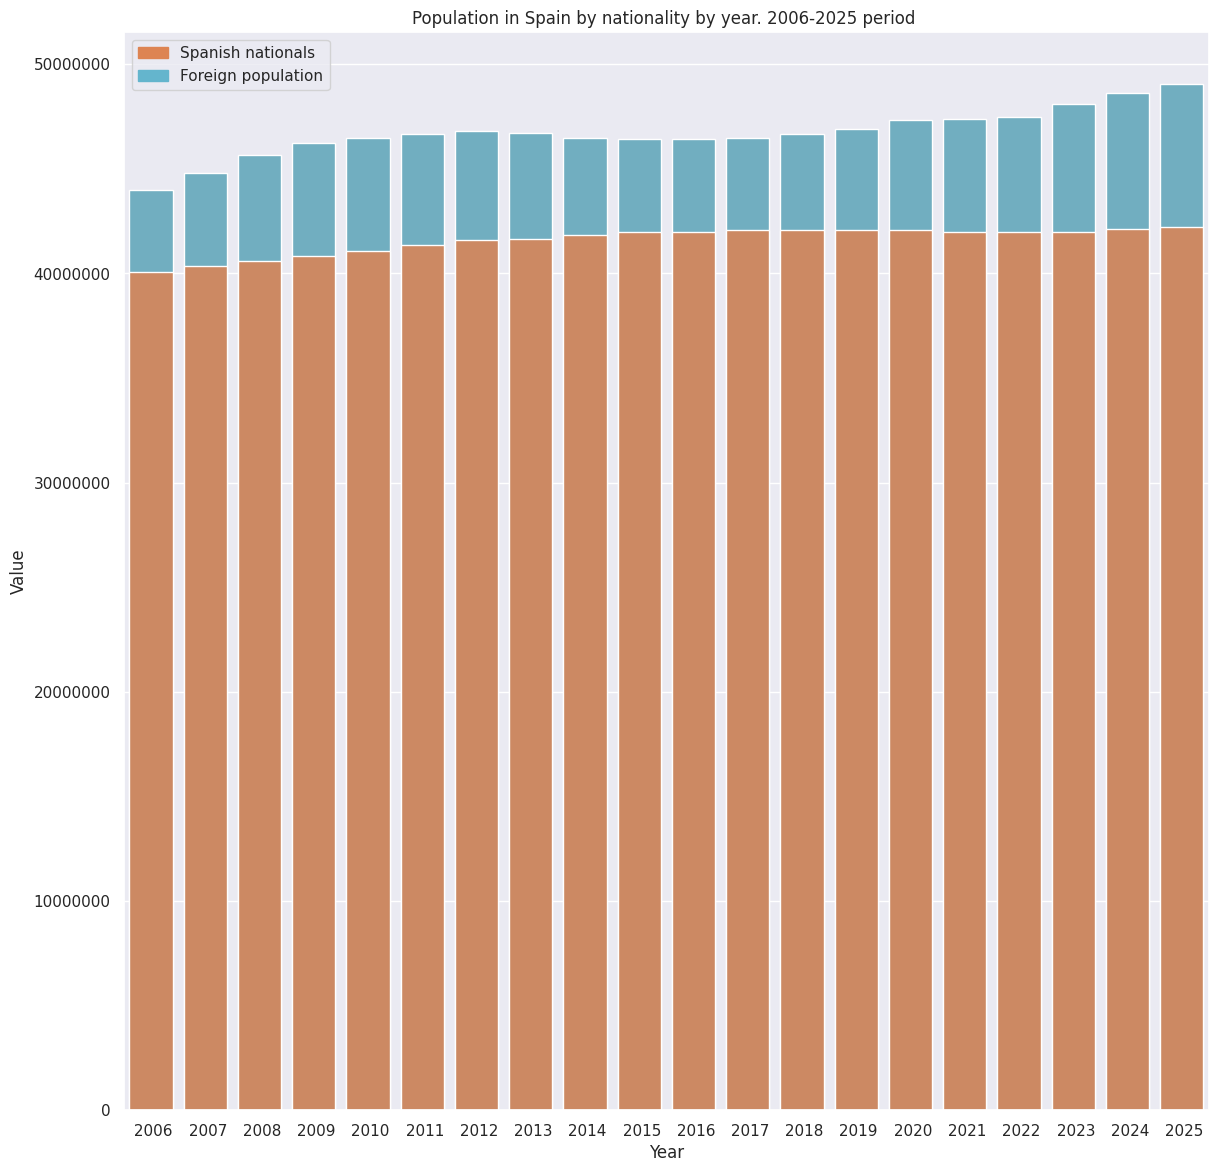 Population in Spain by nationality by year. 2006-2025 period
Spanish nationals
Foreign population
50000000
40000000
30000000
20000000
10000000
0
Value
2006 2007 2008 2009 2010 2011 2012 2013 2014 2015 2016 2017 2018 2019 2020 2021 2022 2023 2024 2025
Year